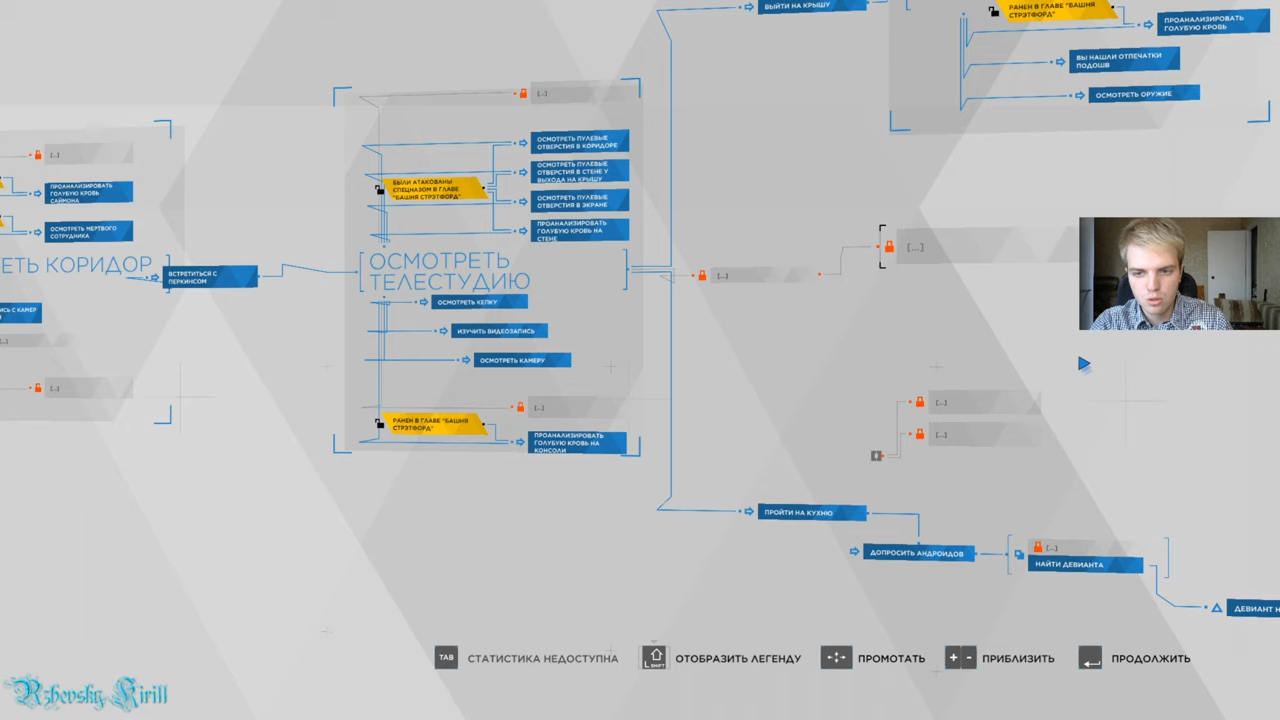 ВЫЙТИ НА КРЫШУ
РАНЕН В ГЛАВЕ "БАШНЯ
СТРЭТФОРД"
ПРОАНАЛИЗИРОВАТЬ
ГОЛУБУЮ КРОВЬ
ВЫ НАШЛИ ОТПЕЧАТКИ
ПОДОШВ
ОСМОТРЕТЬ ОРУЖИЕ
[...]
[...]
ПРОАНАЛИЗИРОВАТЬ
ГОЛУБУЮ КРОВЬ
САЙМОНА
ОСМОТРЕТЬ МЕРТВОГО
СОТРУДНИКА
ЕТЬ КОРИДОР
ВСТРЕТИТЬСЯ С
ПЕРКИНСОМ
ИСЬ С КАМЕР
[...]
[...]
ОСМОТРЕТЬ ПУЛЕВЫЕ
ОТВЕРСТИЯ В КОРИДОРЕ
ОСМОТРЕТЬ ПУЛЕВЫЕ
ОТВЕРСТИЯ В СТЕНЕ У
ВЫХОДА НА КРЫШУ
БЫЛИ АТАКОВАНЫ
СПЕЦНАЗОМ В ГЛАВЕ
"БАШНЯ СТРЭТФОРД"
ОСМОТРЕТЬ ПУЛЕВЫЕ
ОТВЕРСТИЯ В ЭКРАНЕ
ПРОАНАЛИЗИРОВАТЬ
ГОЛУБУЮ КРОВЬ НА
СТЕНЕ
ОСМОТРЕТЬ
ТЕЛЕСТУДИЮ
ОСМОТРЕТЬ КЕПКУ
ИЗУЧИТЬ ВИДЕОЗАПИСЬ
ОСМОТРЕТЬ КАМЕРУ
[...]
РАНЕН В ГЛАВЕ "БАШНЯ
СТРЭТФОРД"
ПРОАНАЛИЗИРОВАТЬ
ГОЛУБУЮ КРОВЬ НА
КОНСОЛИ
[...]
[...]
[...]
[...]
ПРОЙТИ НА КУХНЮ
ДОПРОСИТЬ АНДРОИДОВ
[...]
НАЙТИ ДЕВИАНТА
ДЕВИАНТ Н
TAB СТАТИСТИКА НЕДОСТУПНА
L SHIFT ОТОБРАЗИТЬ ЛЕГЕНДУ
ПРОМОТАТЬ
+ - ПРИБЛИЗИТЬ
ПРОДОЛЖИТЬ
Rzhevsky Kirill